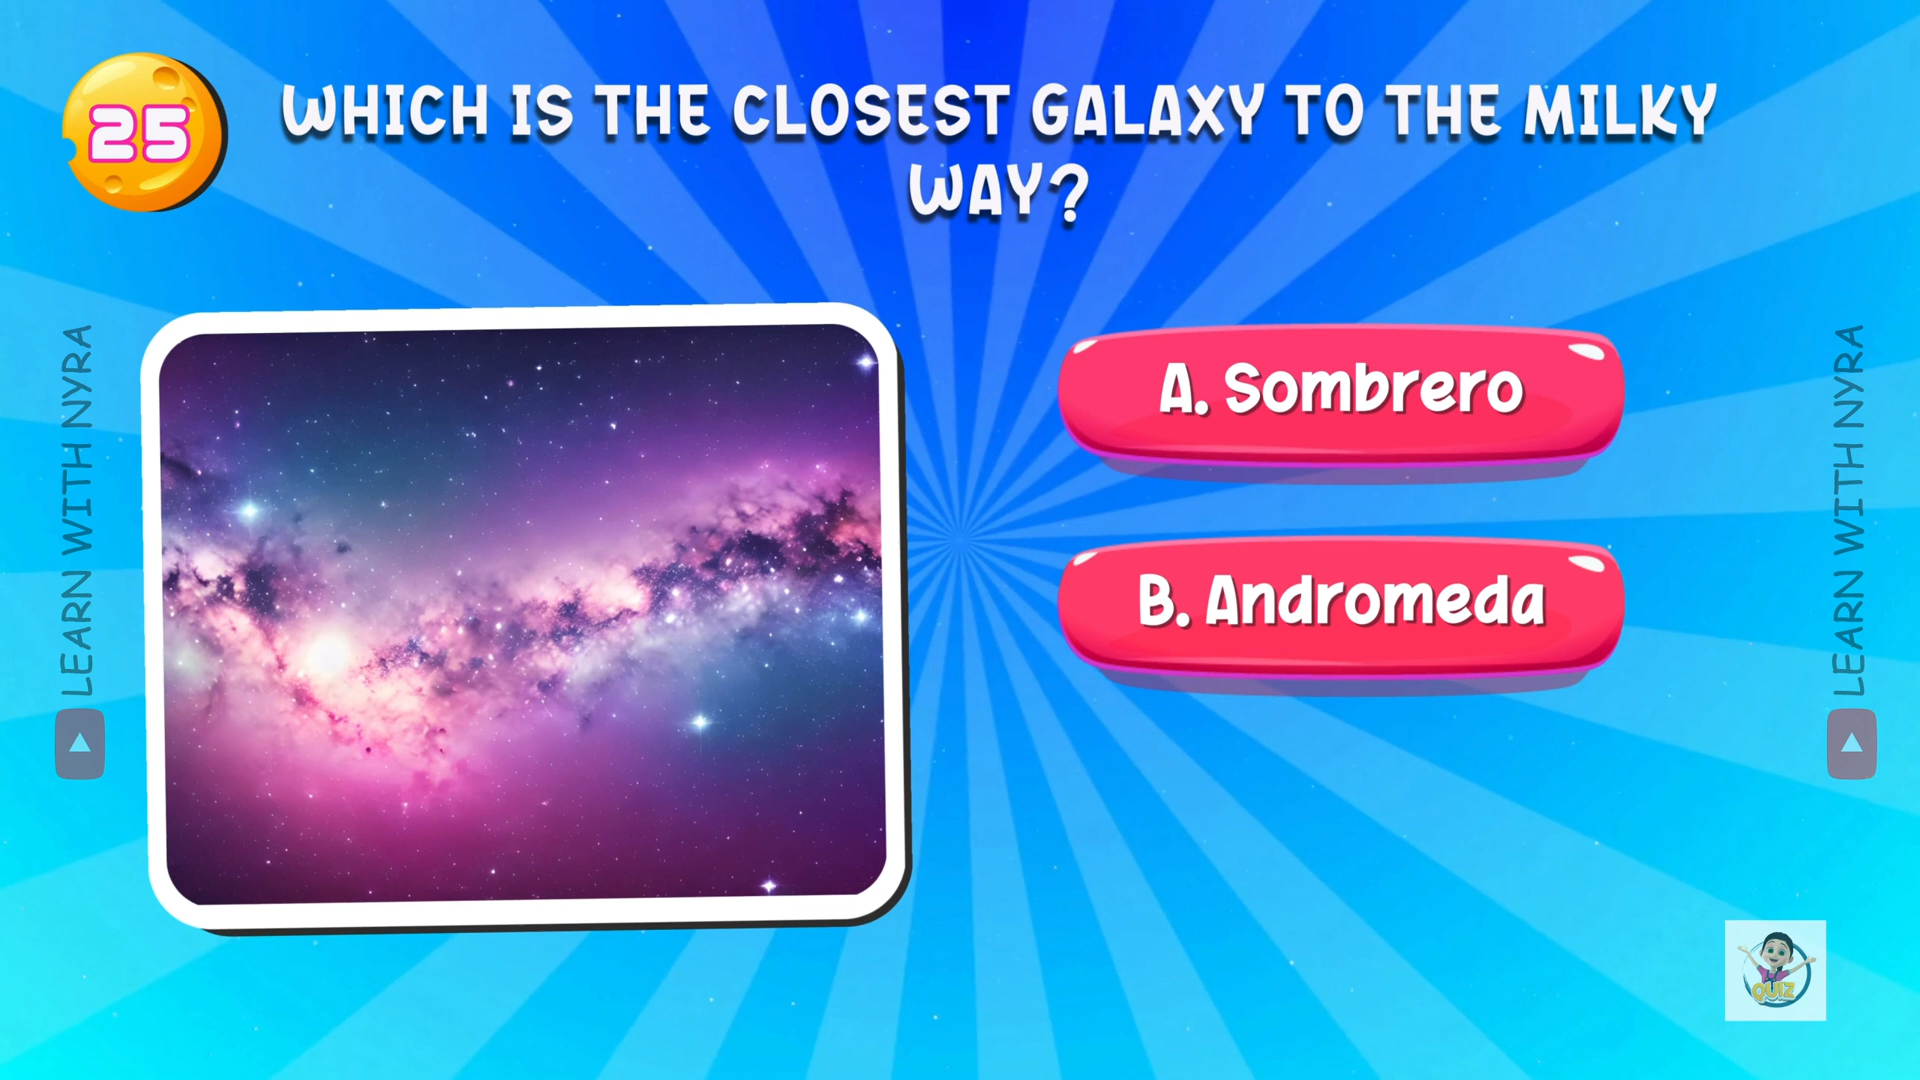 25
WHICH IS THE CLOSEST GALAXY TO THE MILKY
WAY?
LEARN WITH NYRA
A. Sombrero
B. Andromeda
LEARN WITH NYRA
QUIZ